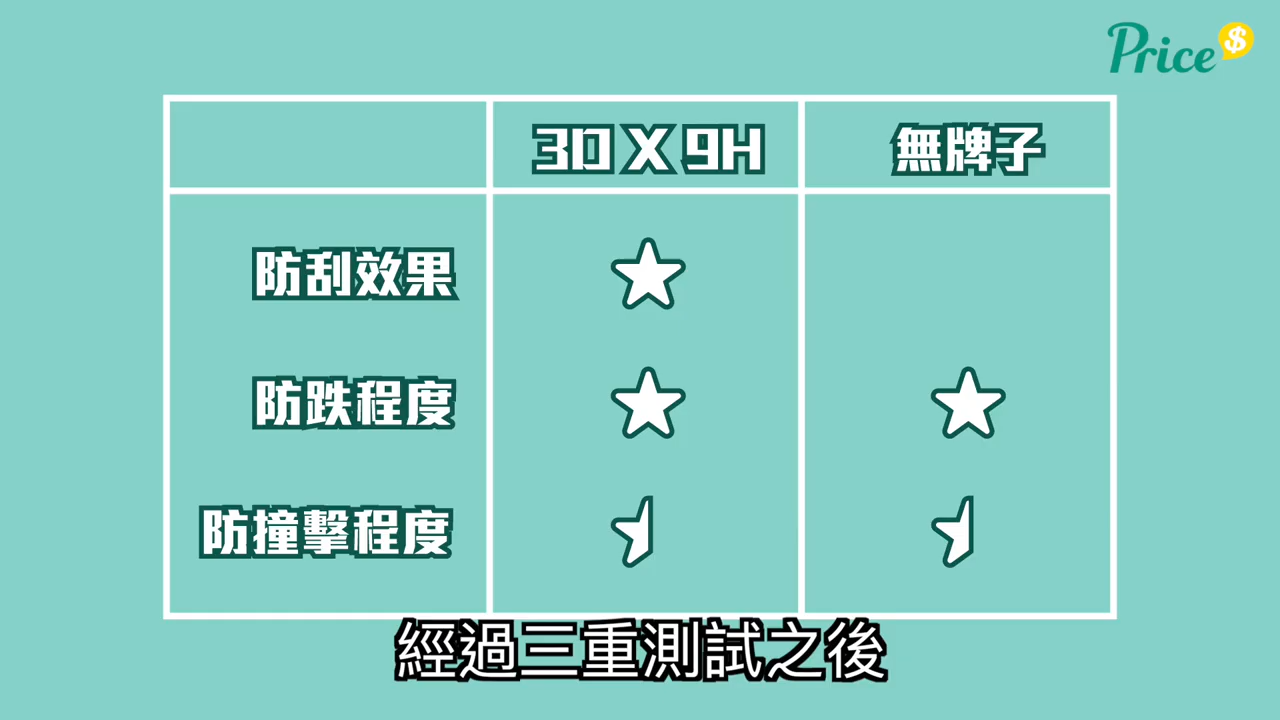 Price $
3D X 9H
無牌子
防刮效果
防跌程度
防撞擊程度
經過三重測試之後